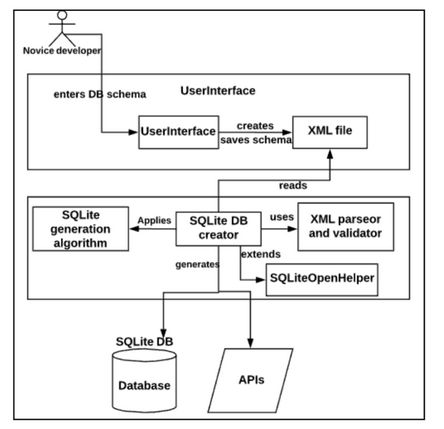 Novice developer
enters DB schema
UserInterface
UserInterface
creates
saves schema
XML file
reads
SQLite
generation
algorithm
Applies
SQLite DB
creator
uses
XML parseor
and validator
generates
extends
SQLiteOpenHelper
SQLite DB
Database
APIs